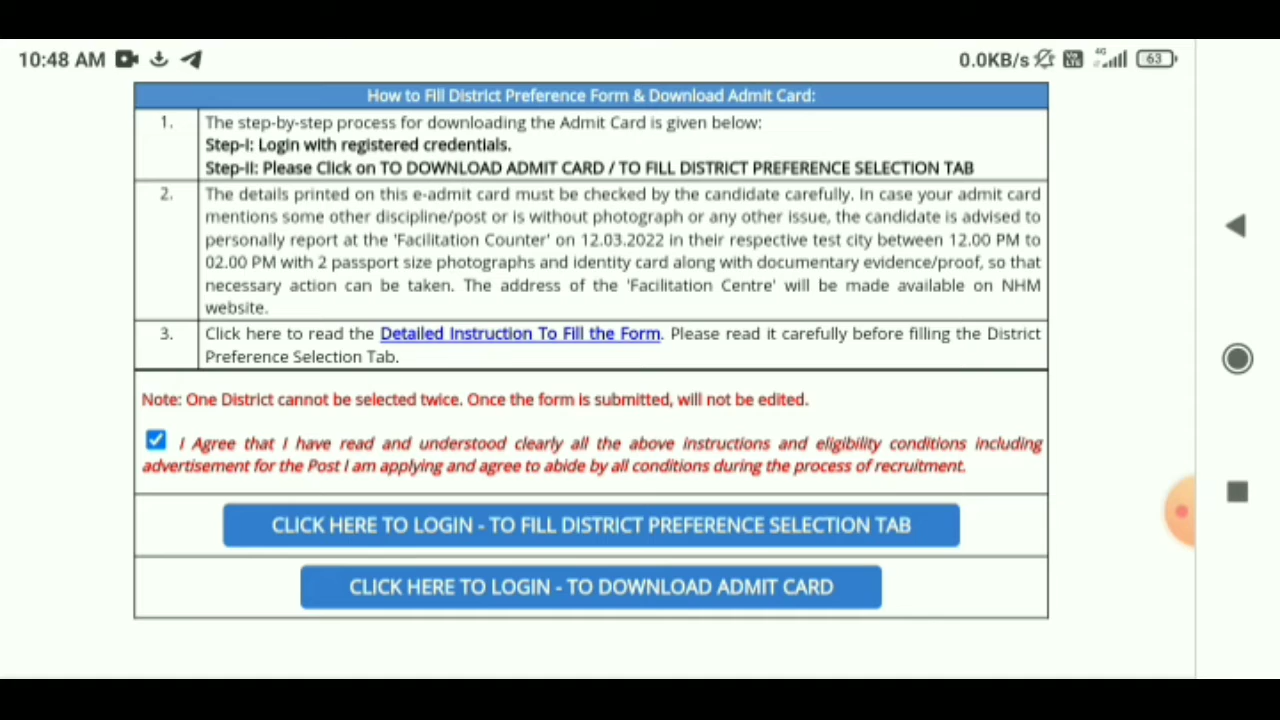 10:48 AM
0.0KB/s
4G
63
How to Fill District Preference Form & Download Admit Card:
1.
The step-by-step process for downloading the Admit Card is given below:
Step-I: Login with registered credentials.
Step-II: Please Click on TO DOWNLOAD ADMIT CARD / TO FILL DISTRICT PREFERENCE SELECTION TAB
2.
The details printed on this e-admit card must be checked by the candidate carefully. In case your admit card
mentions some other discipline/post or is without photograph or any other issue, the candidate is advised to
personally report at the 'Facilitation Counter' on 12.03.2022 in their respective test city between 12.00 PM to
02.00 PM with 2 passport size photographs and identity card along with documentary evidence/proof, so that
necessary action can be taken. The address of the 'Facilitation Centre' will be made available on NHM
website.
3.
Click here to read the Detailed Instruction To Fill the Form. Please read it carefully before filling the District
Preference Selection Tab.
Note: One District cannot be selected twice. Once the form is submitted, will not be edited.
I Agree that I have read and understood clearly all the above instructions and eligibility conditions including
advertisement for the Post I am applying and agree to abide by all conditions during the process of recruitment.
CLICK HERE TO LOGIN - TO FILL DISTRICT PREFERENCE SELECTION TAB
CLICK HERE TO LOGIN - TO DOWNLOAD ADMIT CARD